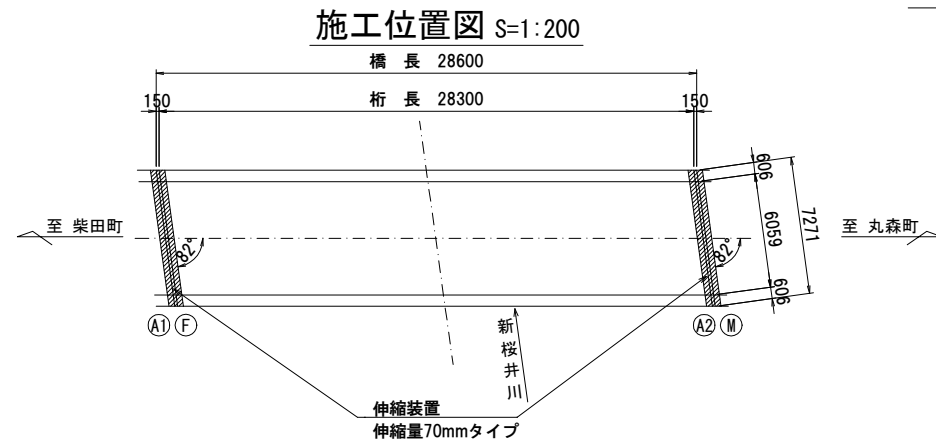 施工位置図 S=1:200
橋 長 28600
150 桁 長 28300 150
606
6059
7271
606
至 柴田町
至 丸森町
82°
82°
A1 F
A2 M
新桜井川
伸縮装置
伸縮量70mmタイプ